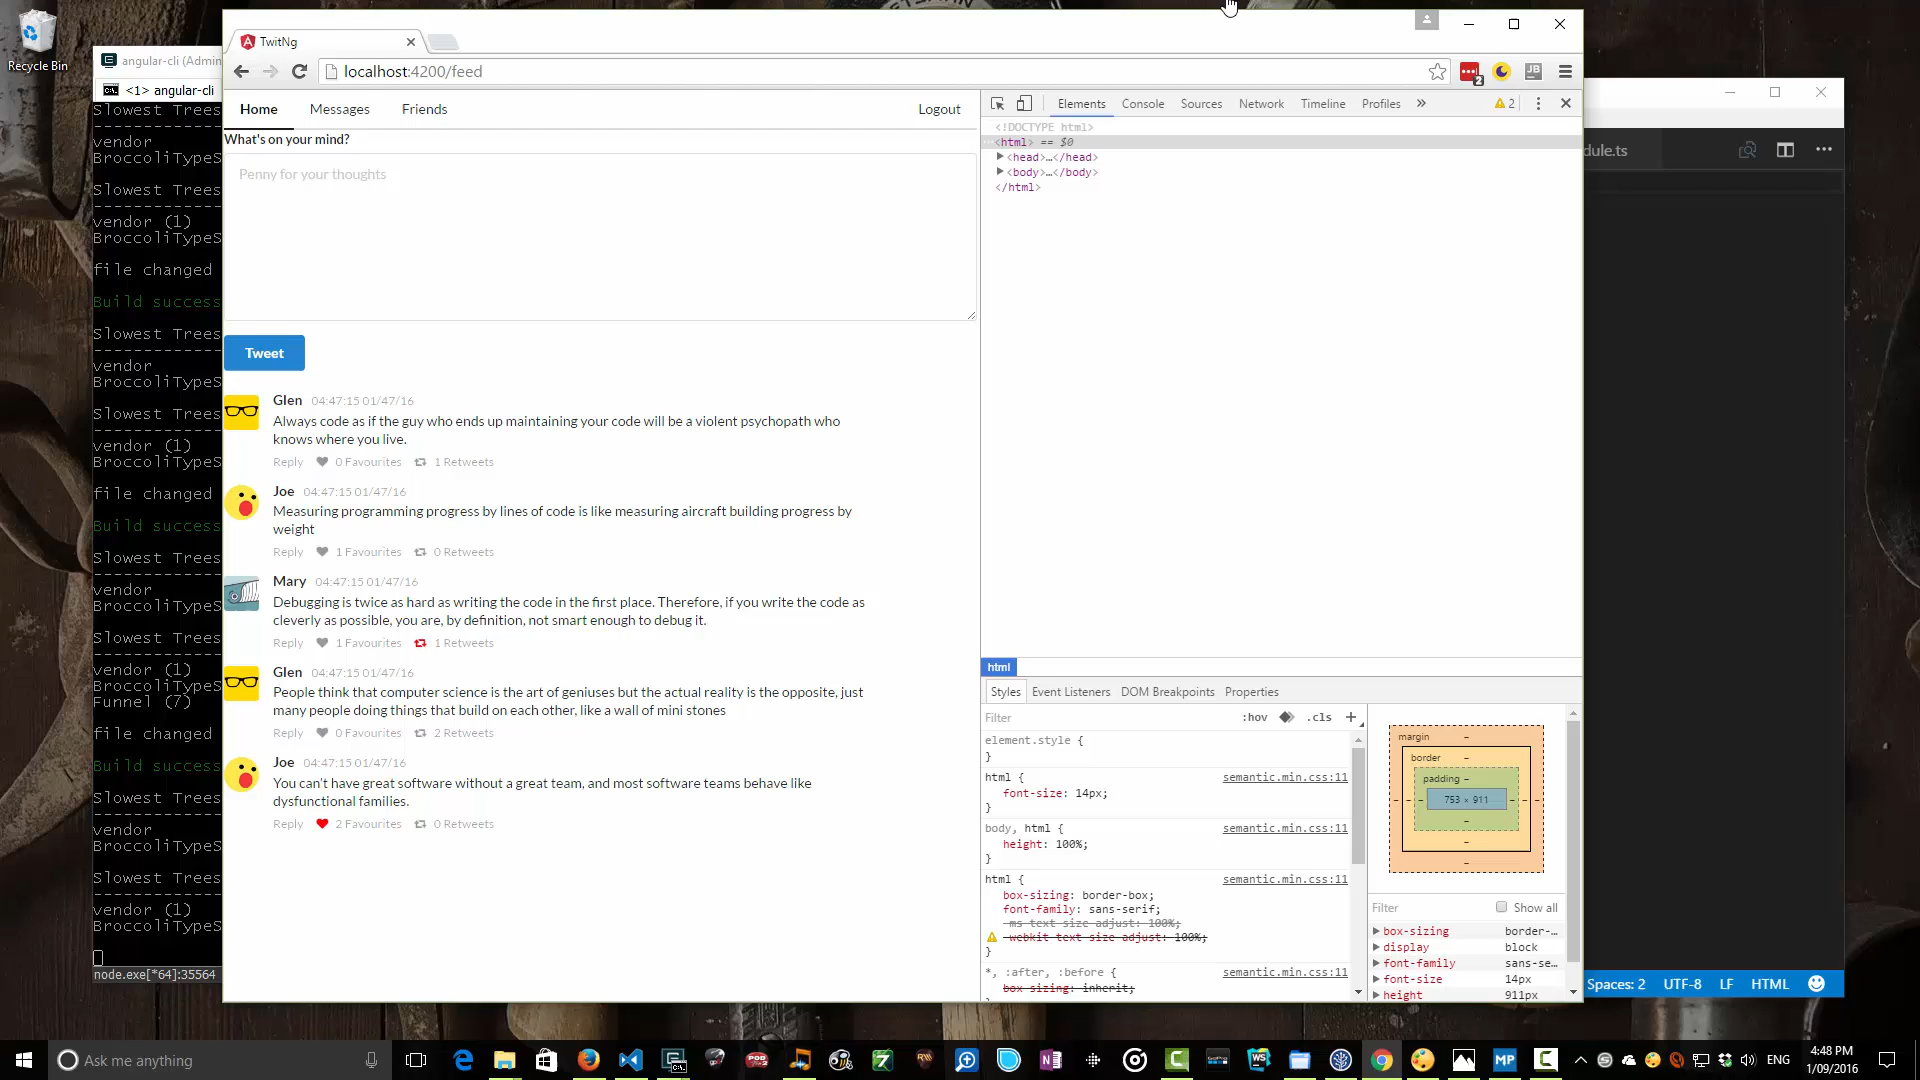 Recycle Bin
angular-cli (Admin
<1> angular-cli
Slowest Trees
vendor
BroccoliTypeS
Slowest Trees
vendor (1)
BroccoliTypeS
file changed
Build success
Slowest Trees
vendor
BroccoliTypeS
Slowest Trees
vendor (1)
BroccoliTypeS
file changed
Build success
Slowest Trees
vendor
BroccoliTypeS
Slowest Trees
vendor (1)
BroccoliTypeS
Funnel (7)
file changed
Build success
Slowest Trees
vendor
BroccoliTypeS
Slowest Trees
vendor (1)
BroccoliTypeS
node.exe[*64]:35564
TwitNg
localhost:4200/feed
2
JB
Home Messages Friends Logout
What's on your mind?
Penny for your thoughts
Tweet
Glen 04:47:15 01/47/16
Always code as if the guy who ends up maintaining your code will be a violent psychopath who
knows where you live.
Reply 0 Favourites 1 Retweets
Joe 04:47:15 01/47/16
Measuring programming progress by lines of code is like measuring aircraft building progress by
weight
Reply 1 Favourites 0 Retweets
Mary 04:47:15 01/47/16
Debugging is twice as hard as writing the code in the first place. Therefore, if you write the code as
cleverly as possible, you are, by definition, not smart enough to debug it.
Reply 1 Favourites 1 Retweets
Glen 04:47:15 01/47/16
People think that computer science is the art of geniuses but the actual reality is the opposite, just
many people doing things that build on each other, like a wall of mini stones
Reply 0 Favourites 2 Retweets
Joe 04:47:15 01/47/16
You can't have great software without a great team, and most software teams behave like
dysfunctional families.
Reply 2 Favourites 0 Retweets
Elements Console Sources Network Timeline Profiles » 2
<!DOCTYPE html>
…<html> == $0
<head>…</head>
<body>…</body>
</html>
html
Styles Event Listeners DOM Breakpoints Properties
Filter :hov .cls +
element.style {
}
html { semantic.min.css:11
font-size: 14px;
}
body, html { semantic.min.css:11
height: 100%;
}
html { semantic.min.css:11
box-sizing: border-box;
font-family: sans-serif;
-ms-text-size-adjust: 100%;
-webkit-text-size-adjust: 100%;
}
*, :after, :before { semantic.min.css:11
box-sizing: inherit;
margin –
border –
padding –
– – – 753 × 911 – – –
–
–
–
Filter Show all
box-sizing border-…
display block
font-family sans-se…
font-size 14px
height 911px
dule.ts
Spaces: 2 UTF-8 LF HTML
Ask me anything
POD
MP
WS
ENG
4:48 PM
1/09/2016